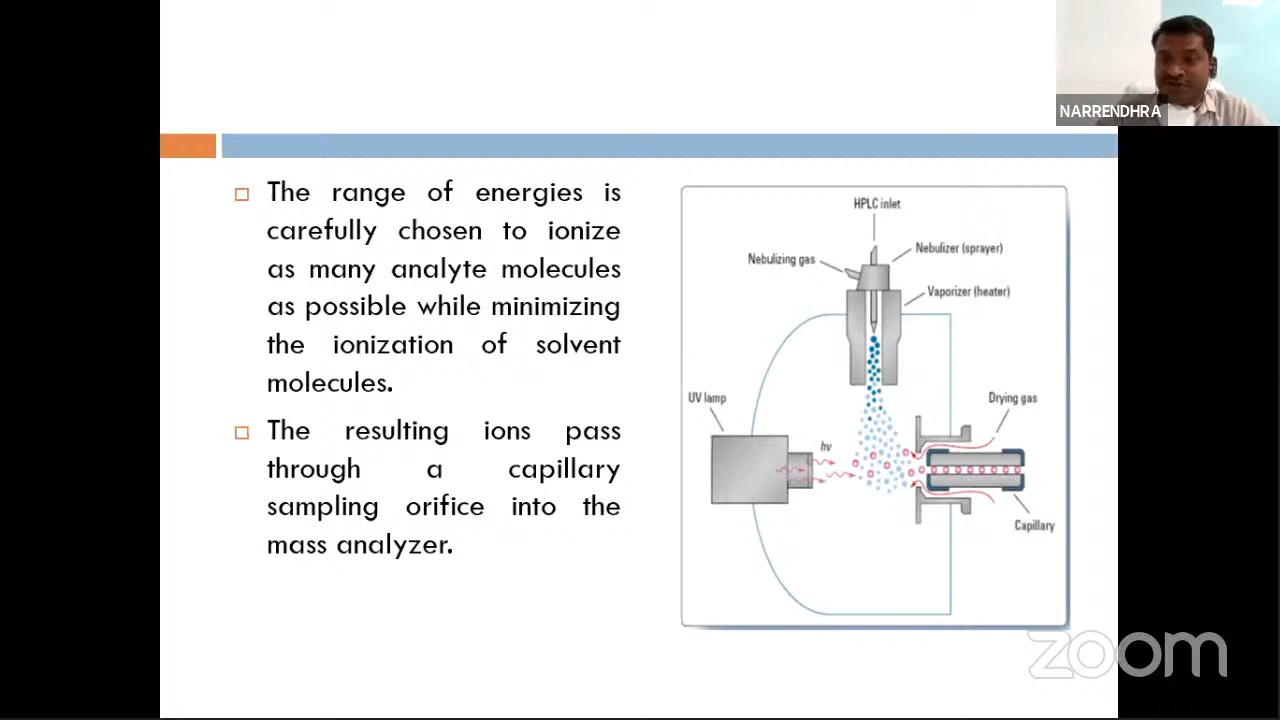 NARRENDHRA
The range of energies is
carefully chosen to ionize
as many analyte molecules
as possible while minimizing
the ionization of solvent
molecules.
The resulting ions pass
through a capillary
sampling orifice into the
mass analyzer.
HPLC inlet
Nebulizer (sprayer)
Nebulizing gas
Vaporizer (heater)
UV lamp
Drying gas
hν
Capillary
zoom